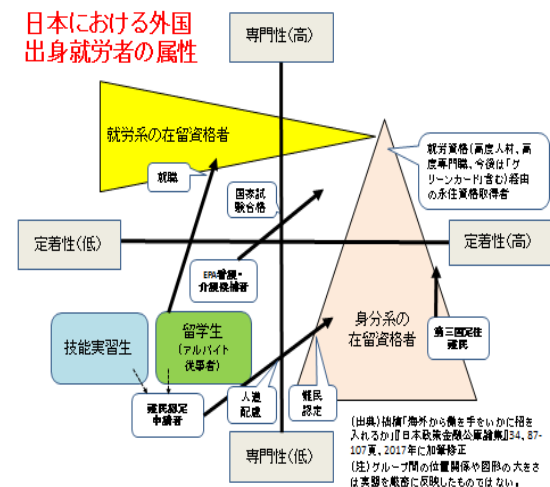 日本における外国
出身就労者の属性
専門性(高)
就労系の在留資格者
就労資格(高度人材、高
度専門職、今後は「グ
リーンカード」含む)経由
の永住資格取得者
就職
国家試
験合格
定着性(低)
定着性(高)
EPA看護・
介護候補者
技能実習生
留学生
(アルバイト
従事者)
身分系の
在留資格者
第三国定住
難民
難民認定
申請者
人道
配慮
難民
認定
専門性(低)
(出典)拙稿「海外から働き手をいかに招き
入れるか」『日本政策金融公庫論集』34、87-
107頁、2017年に加筆修正
(注)グループ間の位置関係や図形の大きさ
は実態を厳密に反映したものではない。